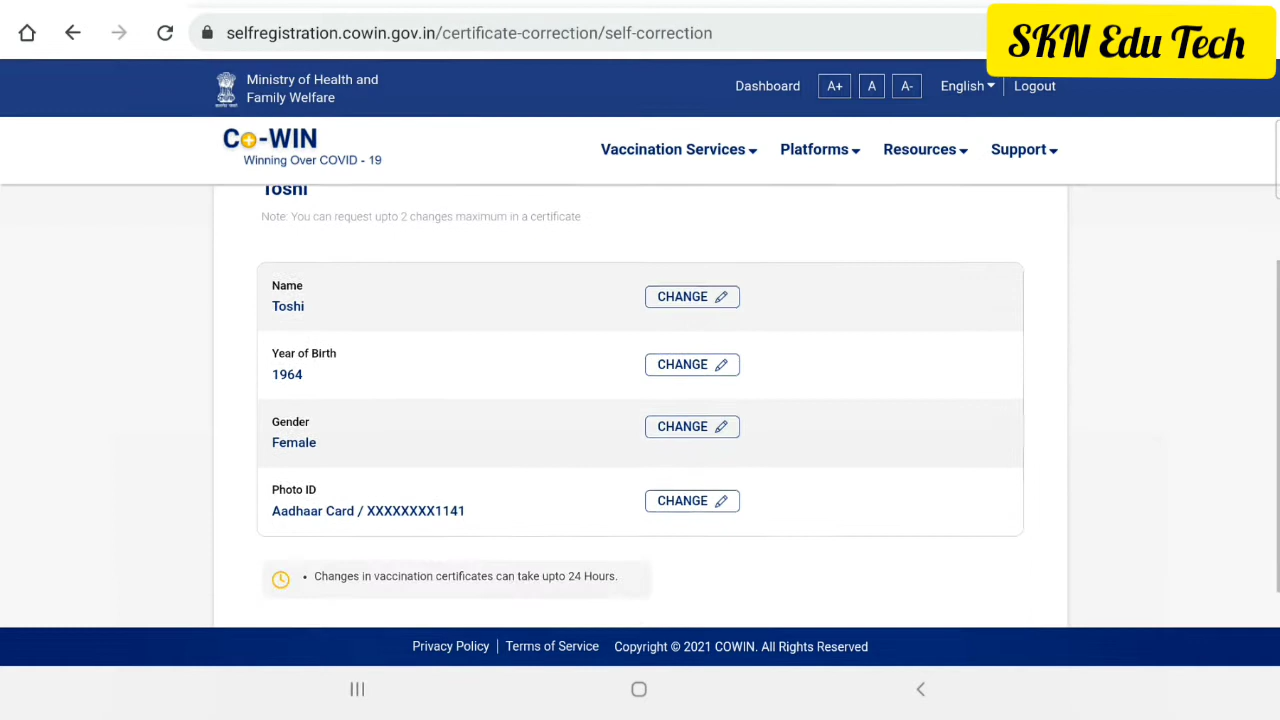 selfregistration.cowin.gov.in/certificate-correction/self-correction
SKN Edu Tech
Ministry of Health and
Family Welfare
Dashboard A+ A A- English Logout
Co-WIN
Winning Over COVID - 19
Vaccination Services Platforms Resources Support
Toshi
Note: You can request upto 2 changes maximum in a certificate
Name
Toshi
CHANGE
Year of Birth
1964
CHANGE
Gender
Female
CHANGE
Photo ID
Aadhaar Card / XXXXXXXX1141
CHANGE
• Changes in vaccination certificates can take upto 24 Hours.
Privacy Policy | Terms of Service Copyright © 2021 COWIN. All Rights Reserved